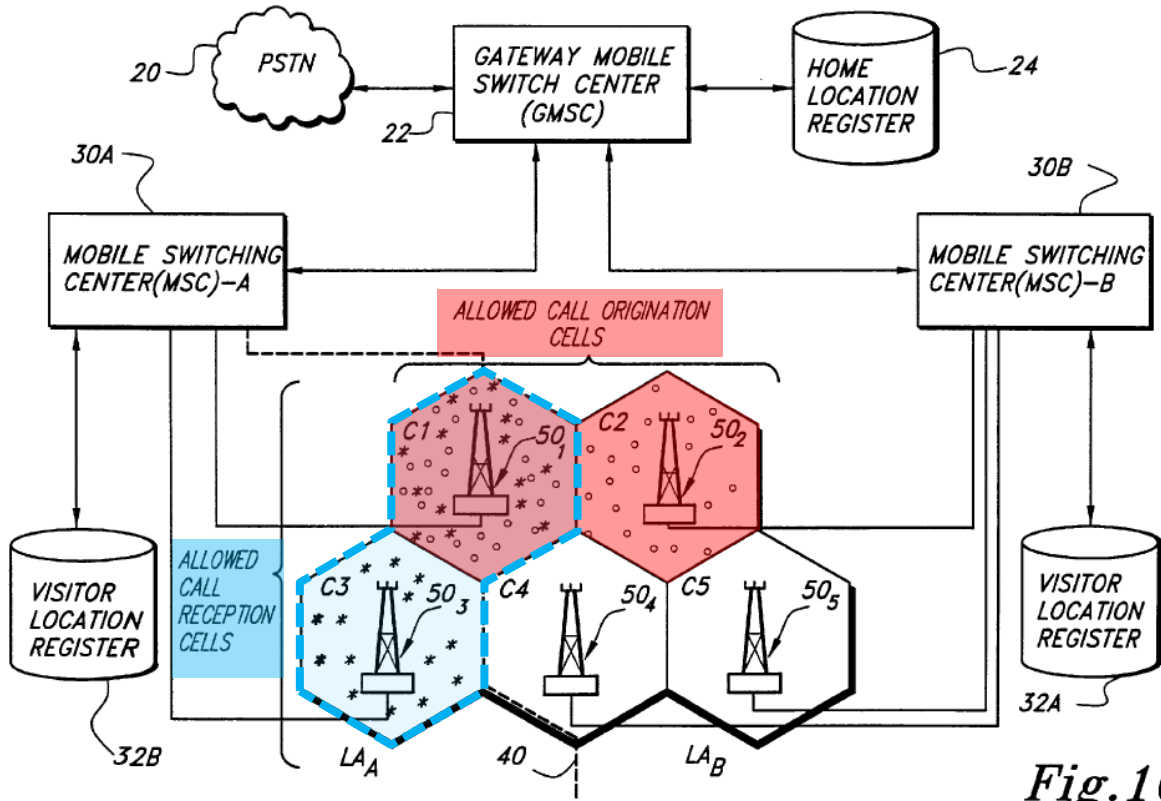 20
PSTN
GATEWAY MOBILE
SWITCH CENTER
(GMSC)
22
HOME
LOCATION
REGISTER
24
30A
MOBILE SWITCHING
CENTER(MSC)-A
30B
MOBILE SWITCHING
CENTER(MSC)-B
ALLOWED CALL ORIGINATION
CELLS
C1
50
1
C2
50 2
ALLOWED
CALL
RECEPTION
CELLS
C3
50 3
C4
50 4
C5
50 5
VISITOR
LOCATION
REGISTER
32B
VISITOR
LOCATION
REGISTER
32A
LA A
40
LA B